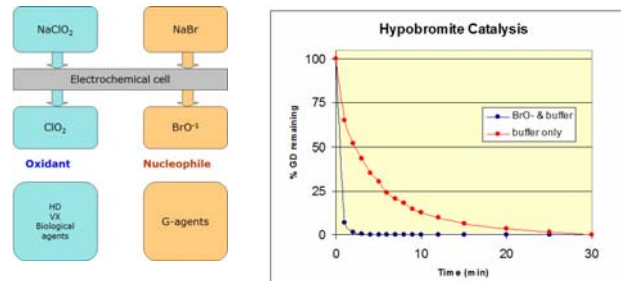 NaClO₂
NaBr
Electrochemical cell
ClO₂
BrO⁻¹
Oxidant
Nucleophile
HD
VX
Biological
agents
G-agents
Hypobromite Catalysis
100
75
50
25
0
% GD remaining
BrO- & buffer
buffer only
0
10
20
30
Time (min)